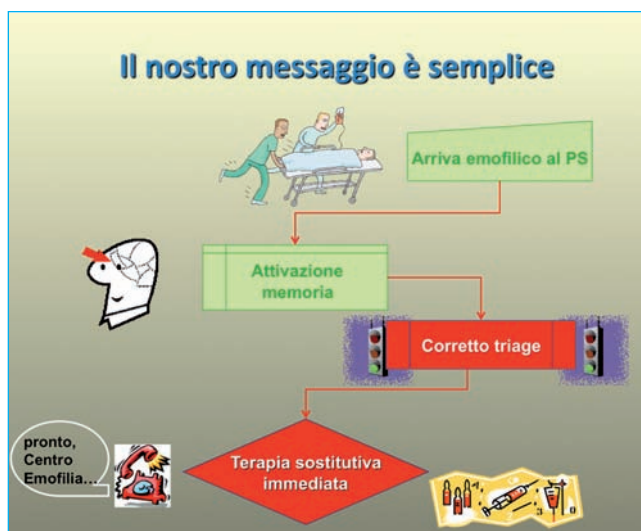 Il nostro messaggio è semplice
Arriva emofilico al PS
Attivazione
memoria
Corretto triage
pronto,
Centro
Emofilia...
Terapia sostitutiva
immediata